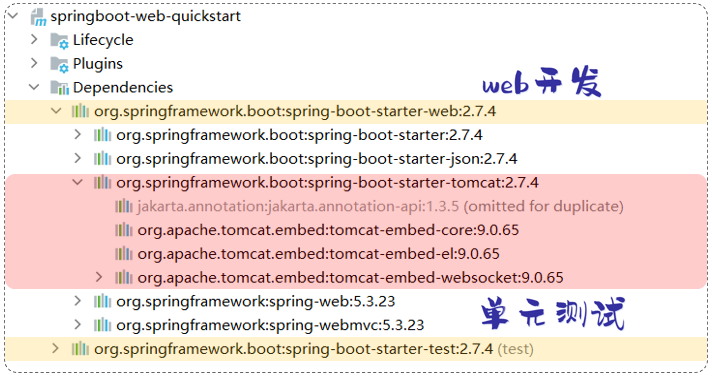 springboot-web-quickstart
Lifecycle
Plugins
Dependencies
web开发
org.springframework.boot:spring-boot-starter-web:2.7.4
org.springframework.boot:spring-boot-starter:2.7.4
org.springframework.boot:spring-boot-starter-json:2.7.4
org.springframework.boot:spring-boot-starter-tomcat:2.7.4
jakarta.annotation:jakarta.annotation-api:1.3.5 (omitted for duplicate)
org.apache.tomcat.embed:tomcat-embed-core:9.0.65
org.apache.tomcat.embed:tomcat-embed-el:9.0.65
org.apache.tomcat.embed:tomcat-embed-websocket:9.0.65
org.springframework:spring-web:5.3.23
单元测试
org.springframework:spring-webmvc:5.3.23
org.springframework.boot:spring-boot-starter-test:2.7.4 (test)